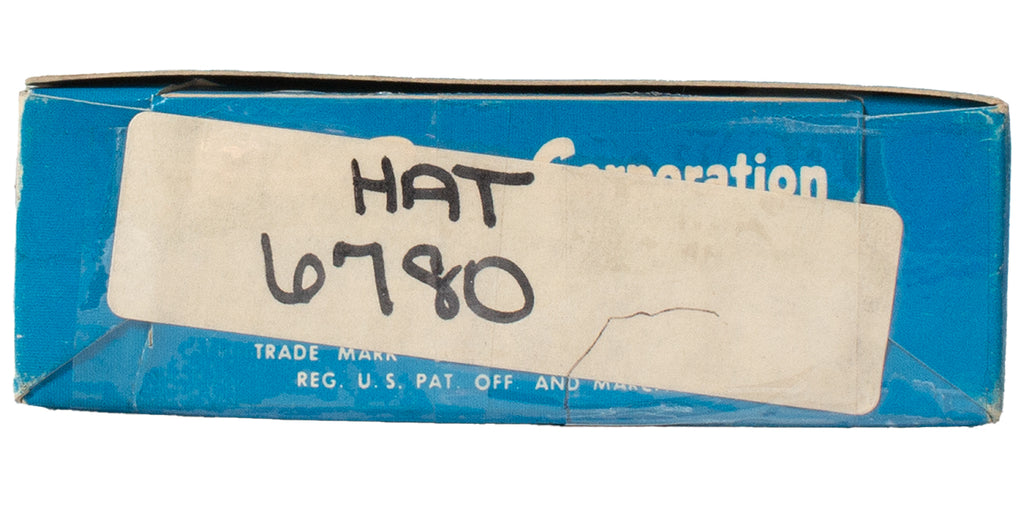 Corporation
HAT
6780
TRADE MARK
REG. U.S. PAT. OFF. AND